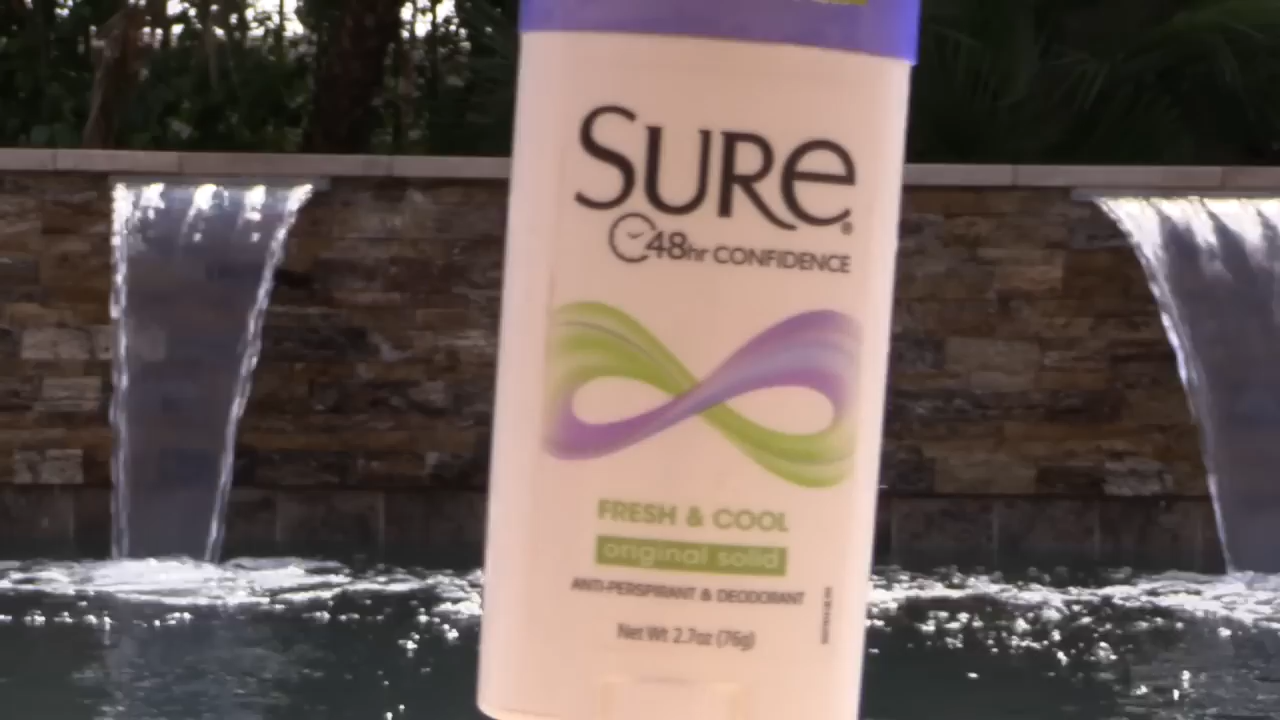 SURe®
48hr CONFIDENCE
FRESH & COOL
original solid
ANTI-PERSPIRANT & DEODORANT
Net Wt 2.7oz (76g)